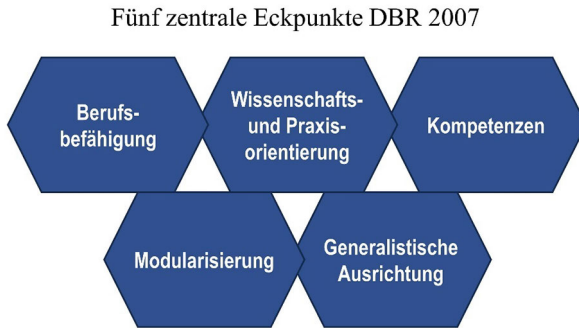 Fünf zentrale Eckpunkte DBR 2007
Berufs-
befähigung
Wissenschafts-
und Praxis-
orientierung
Kompetenzen
Modularisierung
Generalistische
Ausrichtung